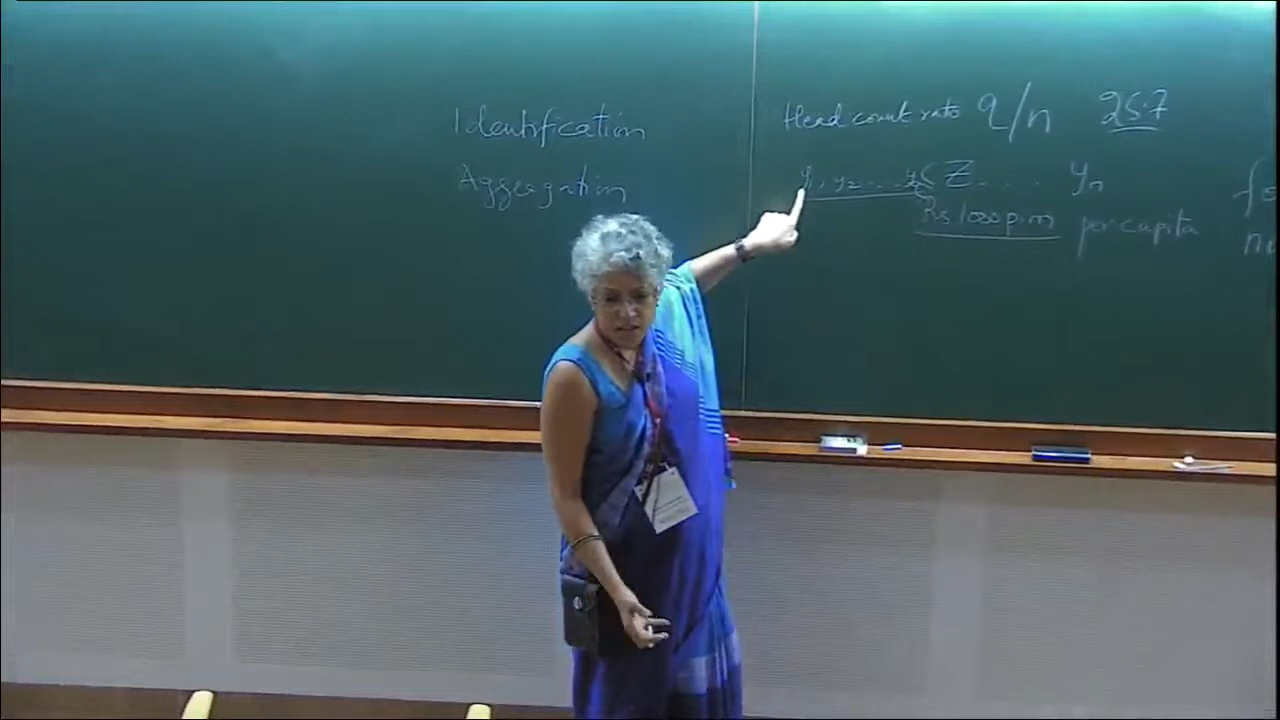 Identification
Aggregation
Head count ratio q/n 25.7
y₁, y₂ ... < Z .... yₙ
Rs 1000 p.m per capita